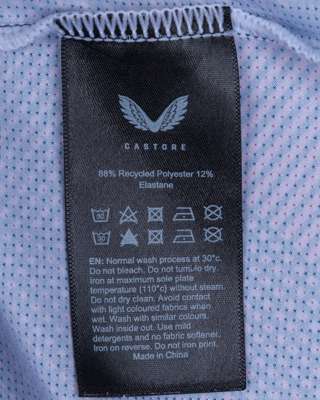 CASTORE
88% Recycled Polyester 12%
Elastane
30
30
EN: Normal wash process at 30°c.
Do not bleach. Do not tumble dry.
Iron at maximum sole plate
temperature (110°c) without steam
Do not dry clean. Avoid contact
with light coloured fabrics when
wet. Wash with similar colours.
Wash inside out. Use mild
detergents and no fabric softener.
Iron on reverse. Do not iron print.
Made in China